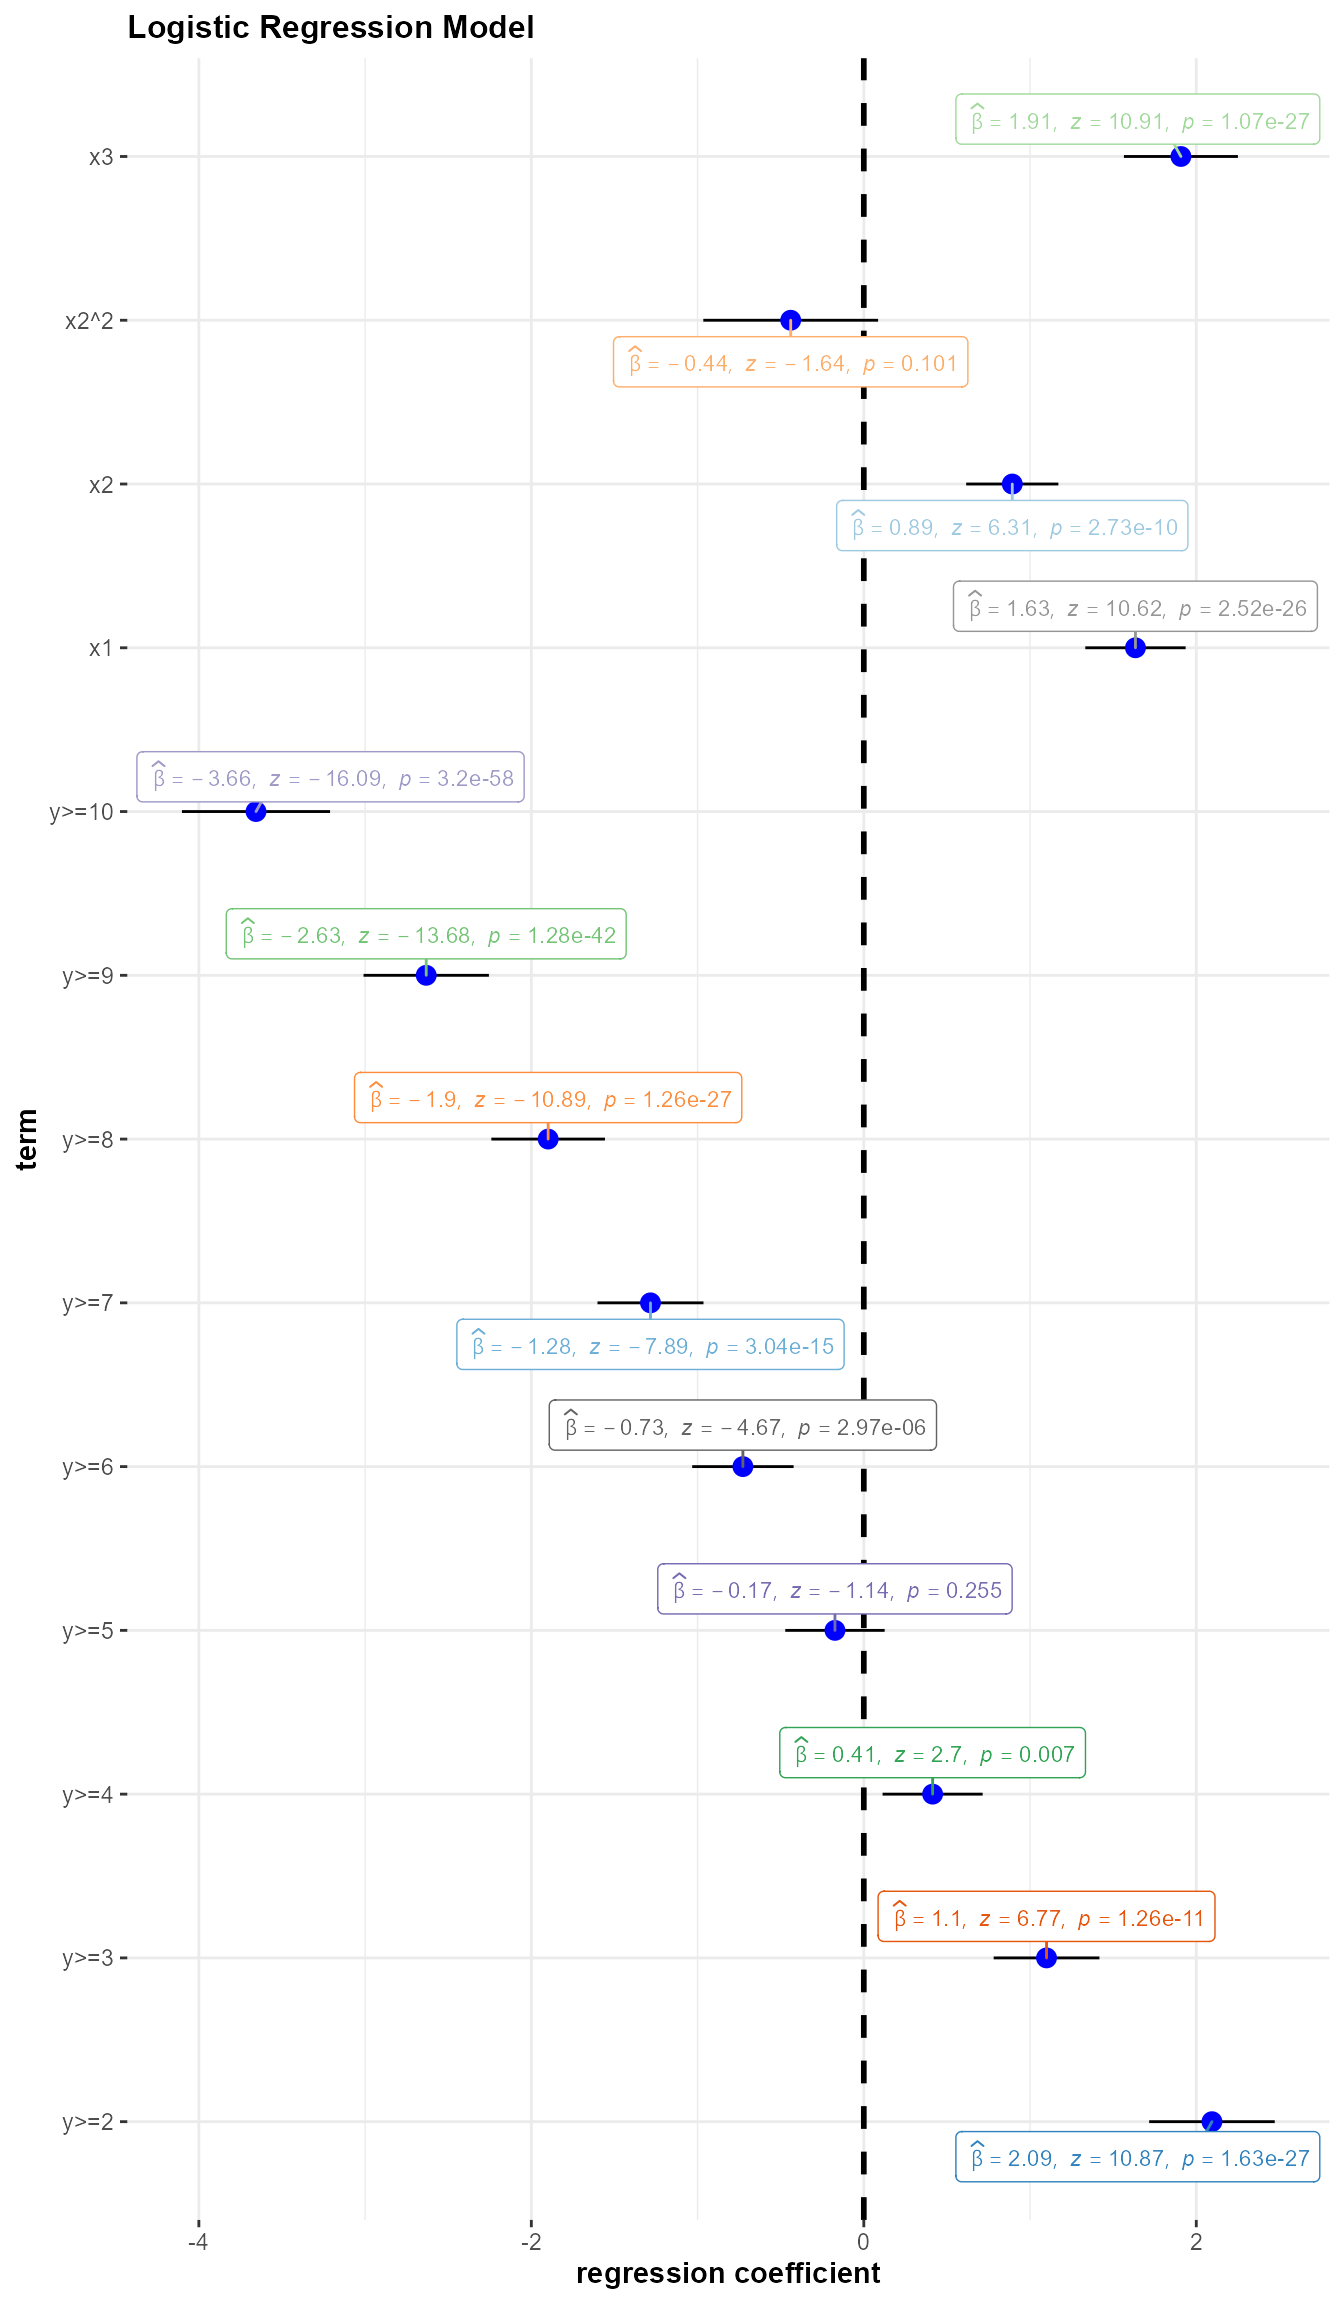 Logistic Regression Model
β̂ = 1.91, z = 10.91, p = 1.07e-27
x3
x2^2
β̂ = −0.44, z = −1.64, p = 0.101
x2
β̂ = 0.89, z = 6.31, p = 2.73e-10
β̂ = 1.63, z = 10.62, p = 2.52e-26
x1
β̂ = −3.66, z = −16.09, p = 3.2e-58
y>=10
β̂ = −2.63, z = −13.68, p = 1.28e-42
y>=9
β̂ = −1.9, z = −10.89, p = 1.26e-27
y>=8
term
y>=7
β̂ = −1.28, z = −7.89, p = 3.04e-15
β̂ = −0.73, z = −4.67, p = 2.97e-06
y>=6
β̂ = −0.17, z = −1.14, p = 0.255
y>=5
β̂ = 0.41, z = 2.7, p = 0.007
y>=4
β̂ = 1.1, z = 6.77, p = 1.26e-11
y>=3
y>=2
β̂ = 2.09, z = 10.87, p = 1.63e-27
-4 -2 0 2
regression coefficient